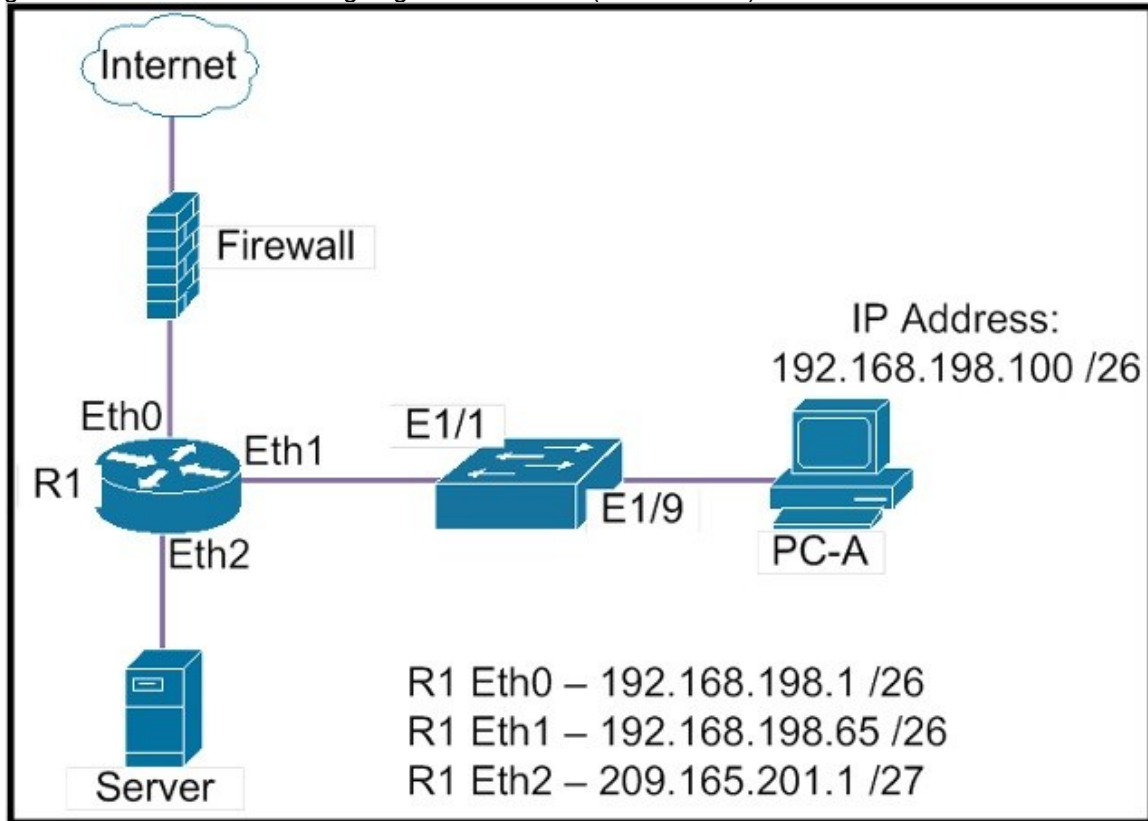 Internet
Firewall
IP Address:
192.168.198.100 /26
Eth0
E1/1
Eth1
R1
E1/9
Eth2
PC-A
R1 Eth0 – 192.168.198.1 /26
R1 Eth1 – 192.168.198.65 /26
R1 Eth2 – 209.165.201.1 /27
Server